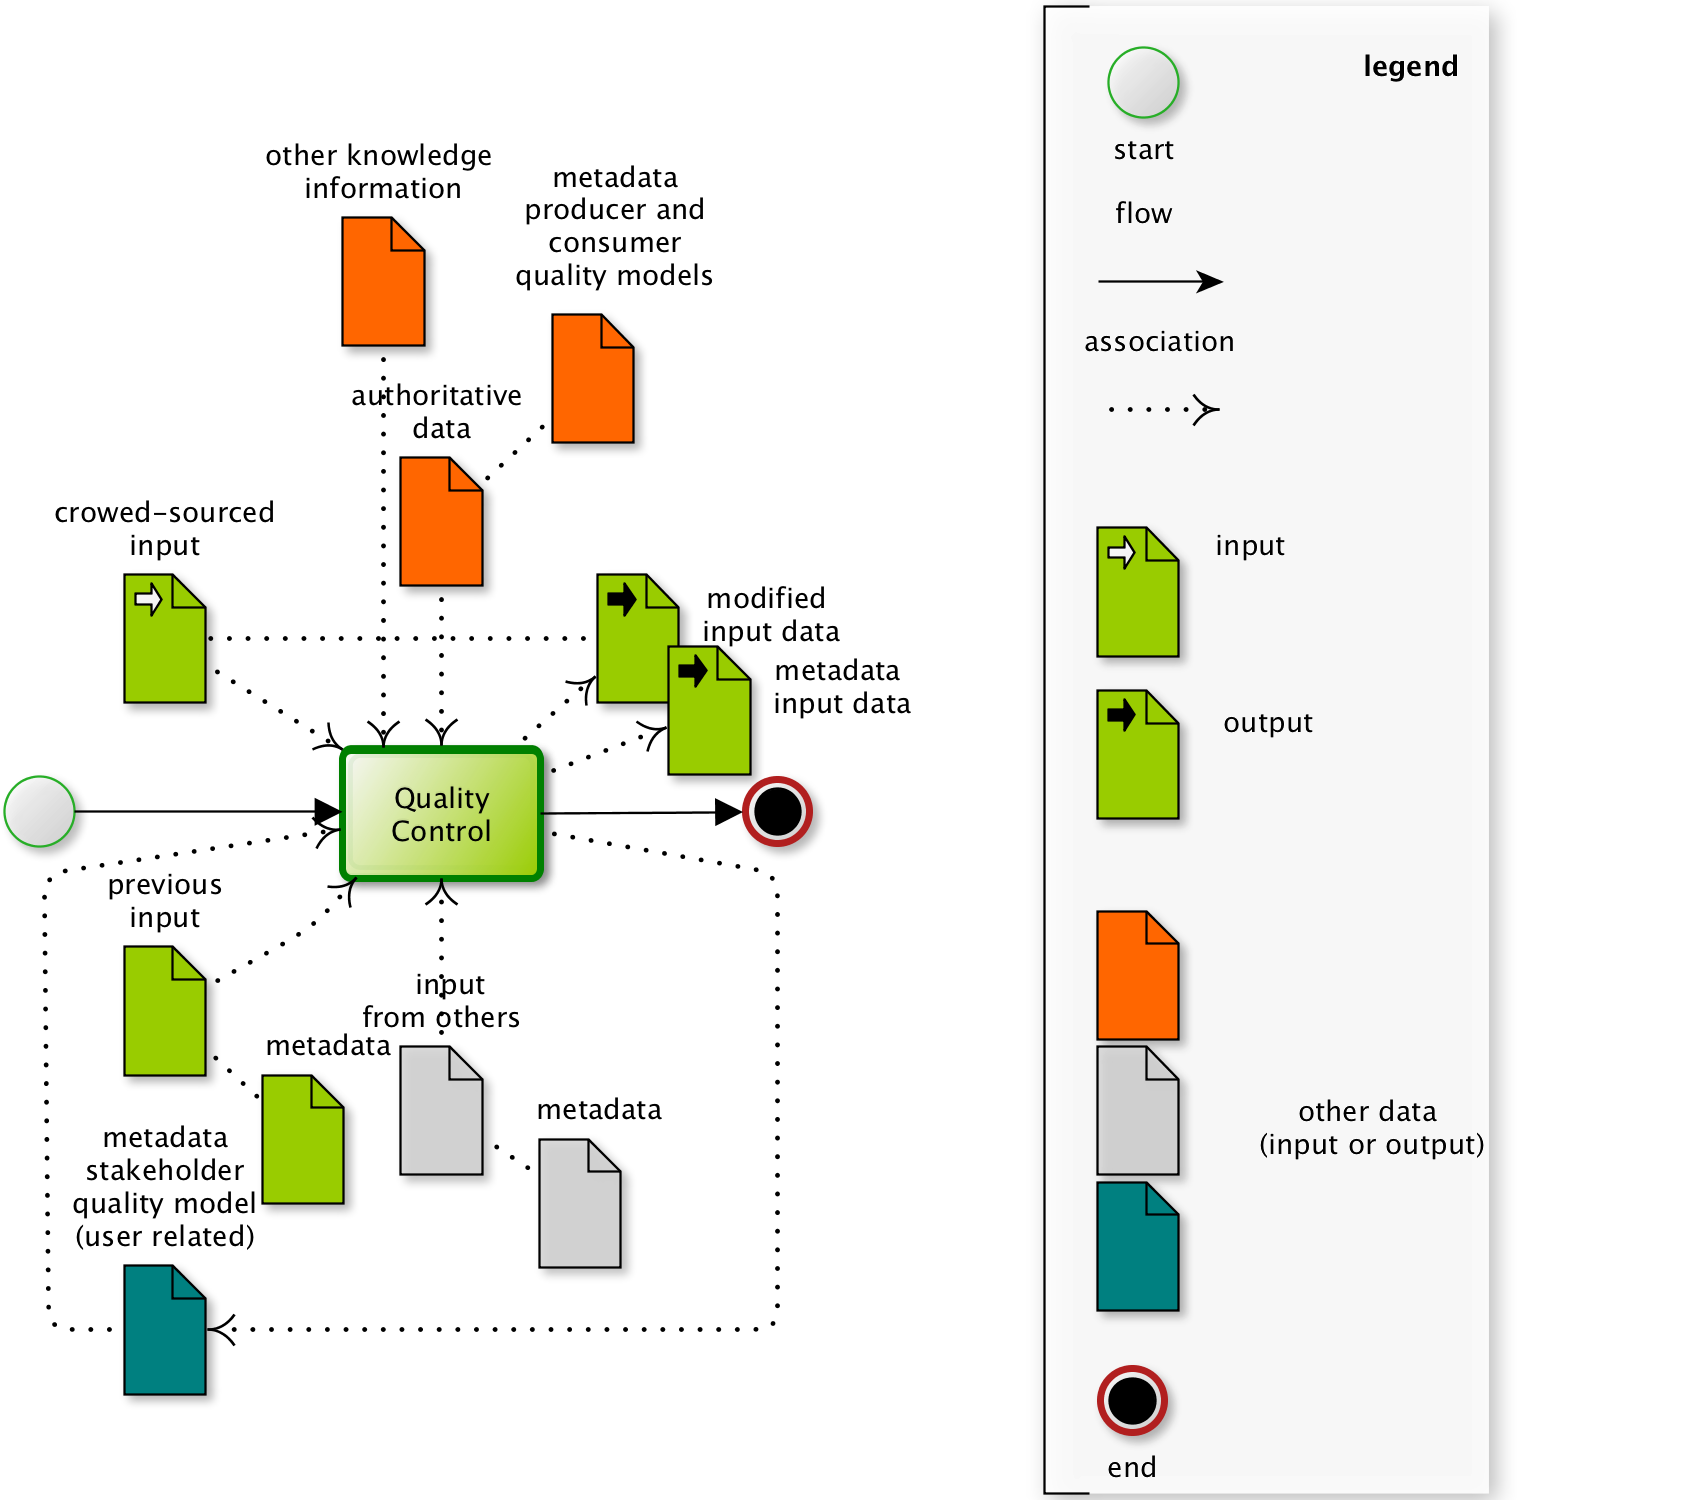 other knowledge
information
metadata
producer and
consumer
quality models
authoritative
data
crowed-sourced
input
modified
input data
metadata
input data
Quality
Control
previous
input
input
from others
metadata
metadata
metadata
stakeholder
quality model
(user related)
legend
start
flow
association
input
output
other data
(input or output)
end